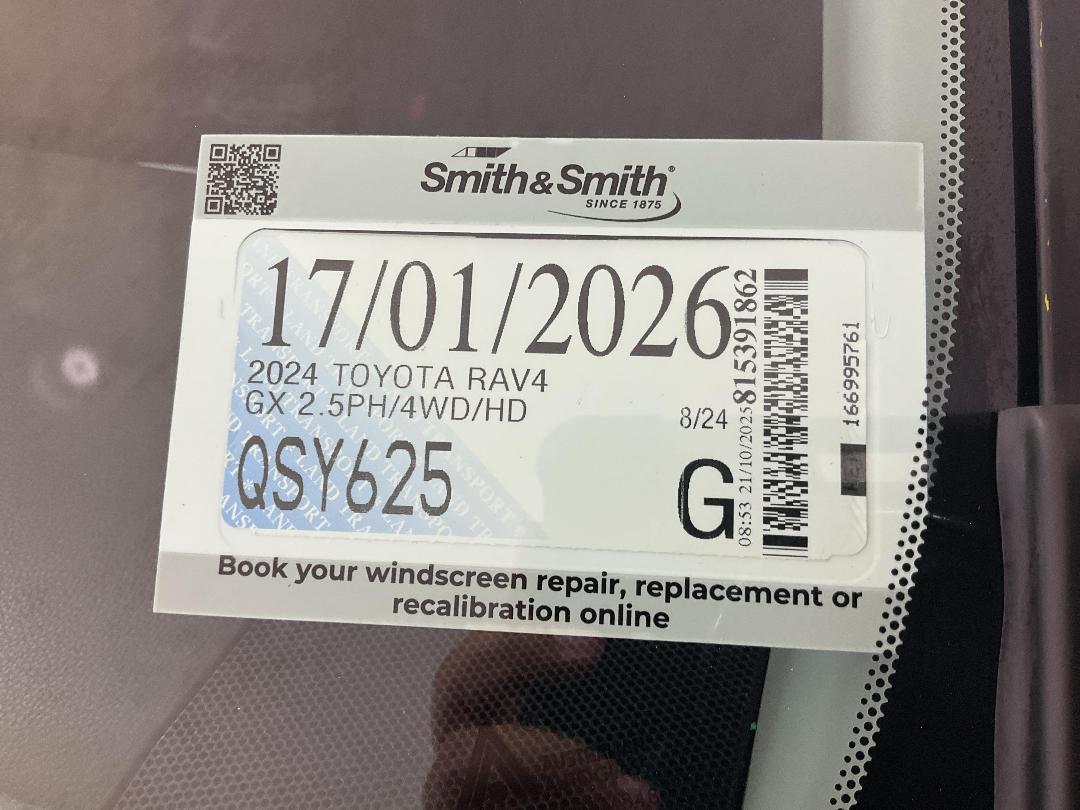 Smith&Smith®
SINCE 1875
17/01/2026
2024 TOYOTA RAV4
GX 2.5PH/4WD/HD
8/24
QSY625
G
08:53 21/10/2025
815391862
166995761
Book your windscreen repair, replacement or
recalibration online